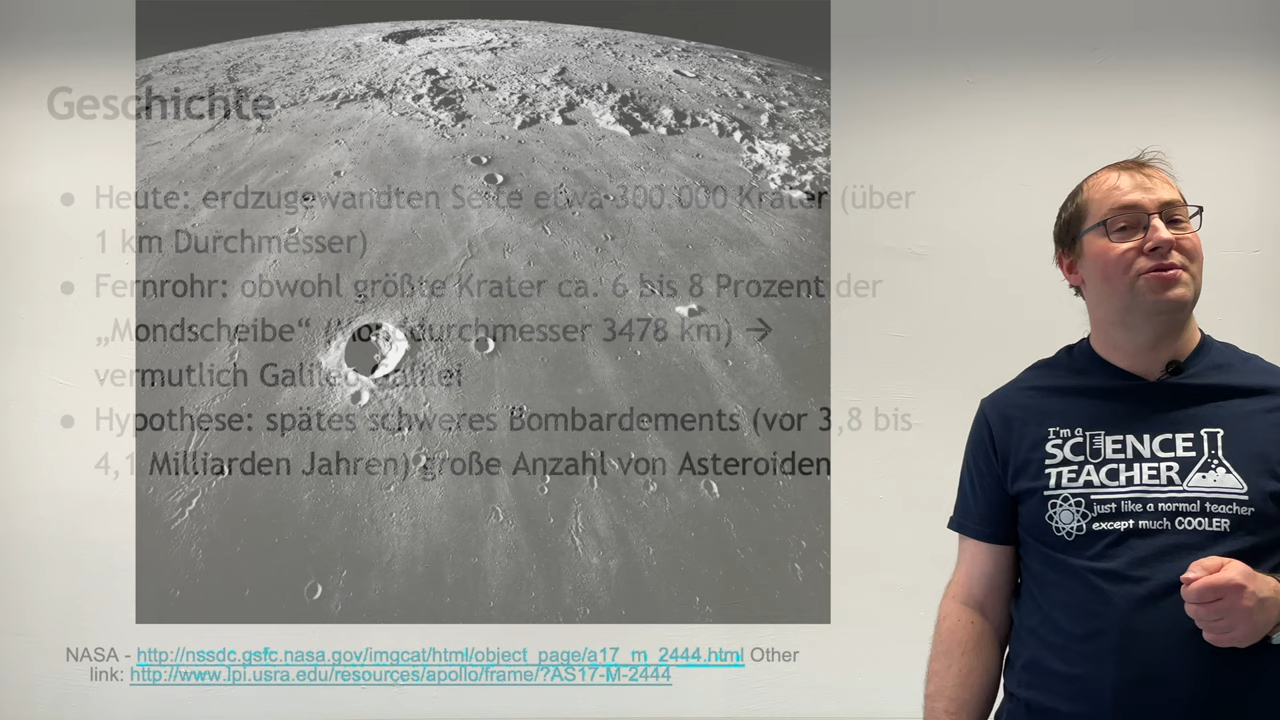 Geschichte
● Heute: erdzugewandten Seite etwa 300.000 Krater (über
1 km Durchmesser)
● Fernrohr: obwohl größte Krater ca. 6 bis 8 Prozent der
„Mondscheibe“ (Monddurchmesser 3478 km) →
vermutlich Galileo Galilei
● Hypothese: spätes schweres Bombardements (vor 3,8 bis
4,1 Milliarden Jahren) große Anzahl von Asteroiden
NASA - http://nssdc.gsfc.nasa.gov/imgcat/html/object_page/a17_m_2444.html Other
link: http://www.lpi.usra.edu/resources/apollo/frame/?AS17-M-2444
I'm a
SCIENCE
TEACHER
just like a normal teacher
except much COOLER